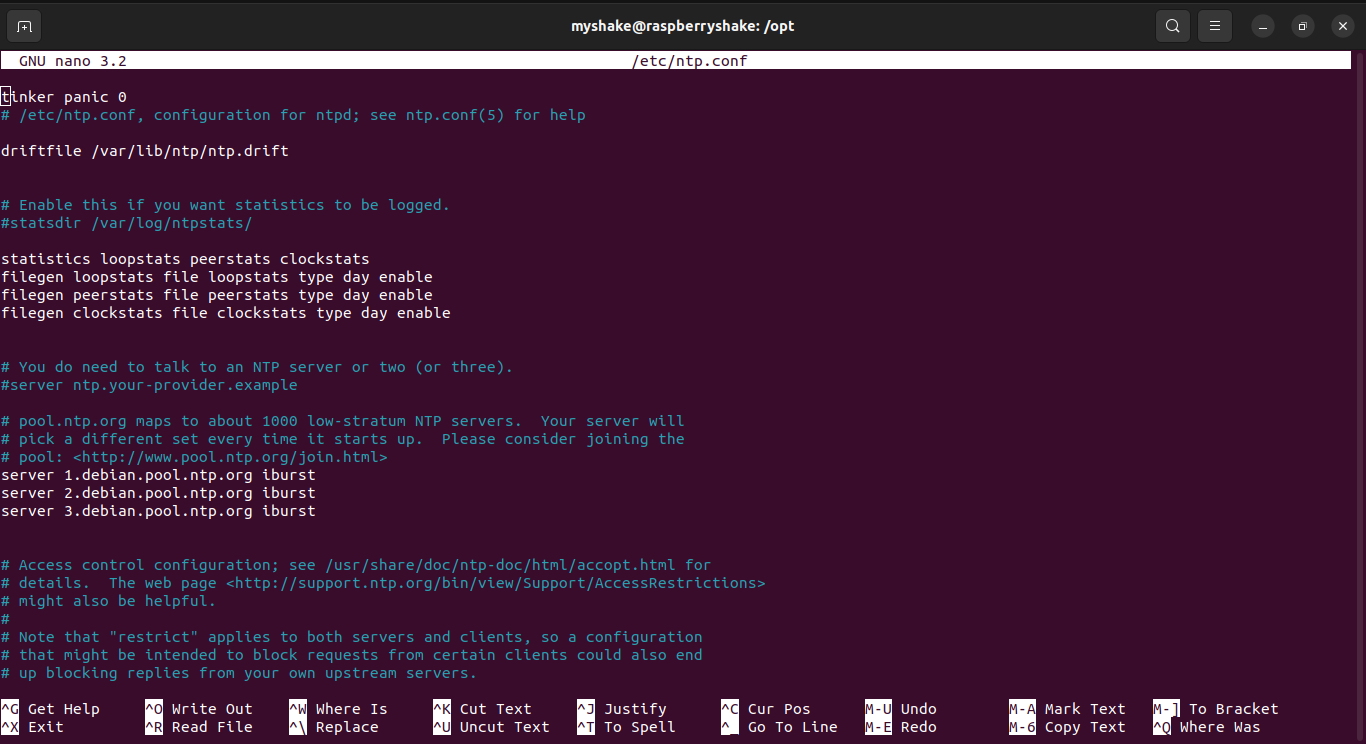 myshake@raspberryshake: /opt
GNU nano 3.2 /etc/ntp.conf
tinker panic 0
# /etc/ntp.conf, configuration for ntpd; see ntp.conf(5) for help
driftfile /var/lib/ntp/ntp.drift
# Enable this if you want statistics to be logged.
#statsdir /var/log/ntpstats/
statistics loopstats peerstats clockstats
filegen loopstats file loopstats type day enable
filegen peerstats file peerstats type day enable
filegen clockstats file clockstats type day enable
# You do need to talk to an NTP server or two (or three).
#server ntp.your-provider.example
# pool.ntp.org maps to about 1000 low-stratum NTP servers.  Your server will
# pick a different set every time it starts up.  Please consider joining the
# pool: <http://www.pool.ntp.org/join.html>
server 1.debian.pool.ntp.org iburst
server 2.debian.pool.ntp.org iburst
server 3.debian.pool.ntp.org iburst
# Access control configuration; see /usr/share/doc/ntp-doc/html/accopt.html for
# details.  The web page <http://support.ntp.org/bin/view/Support/AccessRestrictions>
# might also be helpful.
#
# Note that "restrict" applies to both servers and clients, so a configuration
# that might be intended to block requests from certain clients could also end
# up blocking replies from your own upstream servers.
^G Get Help ^O Write Out ^W Where Is ^K Cut Text ^J Justify ^C Cur Pos M-U Undo M-A Mark Text M-] To Bracket
^X Exit ^R Read File ^\ Replace ^U Uncut Text ^T To Spell ^_ Go To Line M-E Redo M-6 Copy Text ^Q Where Was